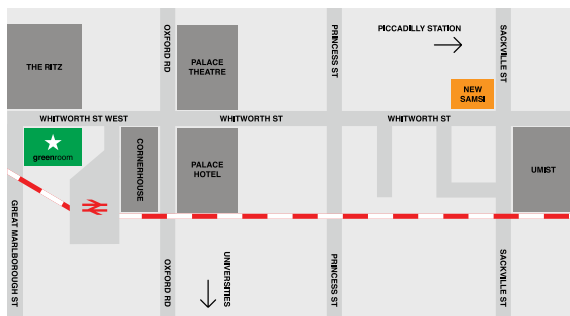 OXFORD RD
PRINCESS ST
PICCADILLY STATION
SACKVILLE ST
THE RITZ
PALACE
THEATRE
NEW
SAMSI
WHITWORTH ST WEST
WHITWORTH ST
WHITWORTH ST
greenroom
CORNERHOUSE
PALACE
HOTEL
UMIST
GREAT MARLBOROUGH ST
OXFORD RD
UNIVERSITIES
PRINCESS ST
SACKVILLE ST